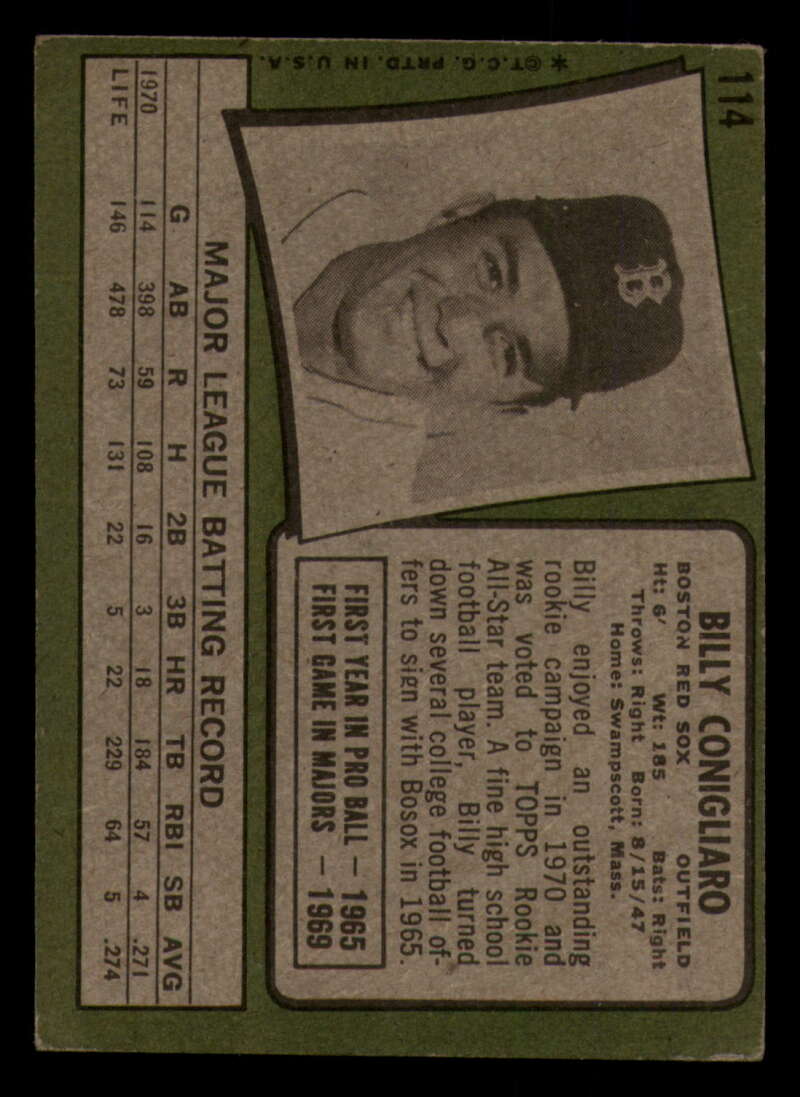 114
*©T.C.G. PRTD. IN U.S.A.
B
BILLY CONIGLIARO
BOSTON RED SOX OUTFIELD
Ht: 6' Wt: 185 Bats: Right
Throws: Right Born: 8/15/47
Home: Swampscott, Mass.
Billy enjoyed an outstanding
rookie campaign in 1970 and
was voted to TOPPS Rookie
All-Star team. A fine high school
football player, Billy turned
down several college football of-
fers to sign with Bosox in 1965.
FIRST YEAR IN PRO BALL — 1965
FIRST GAME IN MAJORS — 1969
MAJOR LEAGUE BATTING RECORD
G AB R H 2B 3B HR TB RBI SB AVG
1970 114 398 59 108 16 3 18 184 57 4 .271
LIFE 146 478 73 131 22 5 22 229 64 5 .274